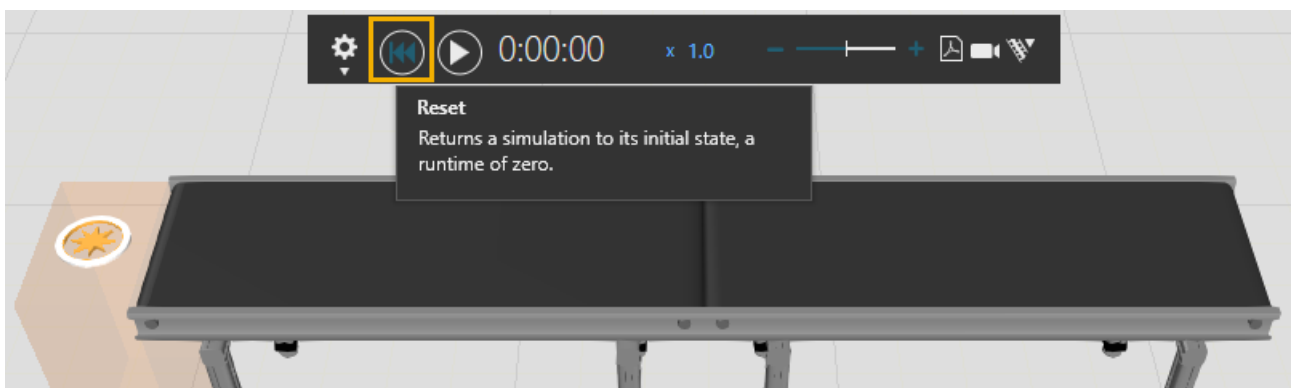 0:00:00 x 1.0
Reset
Returns a simulation to its initial state, a
runtime of zero.